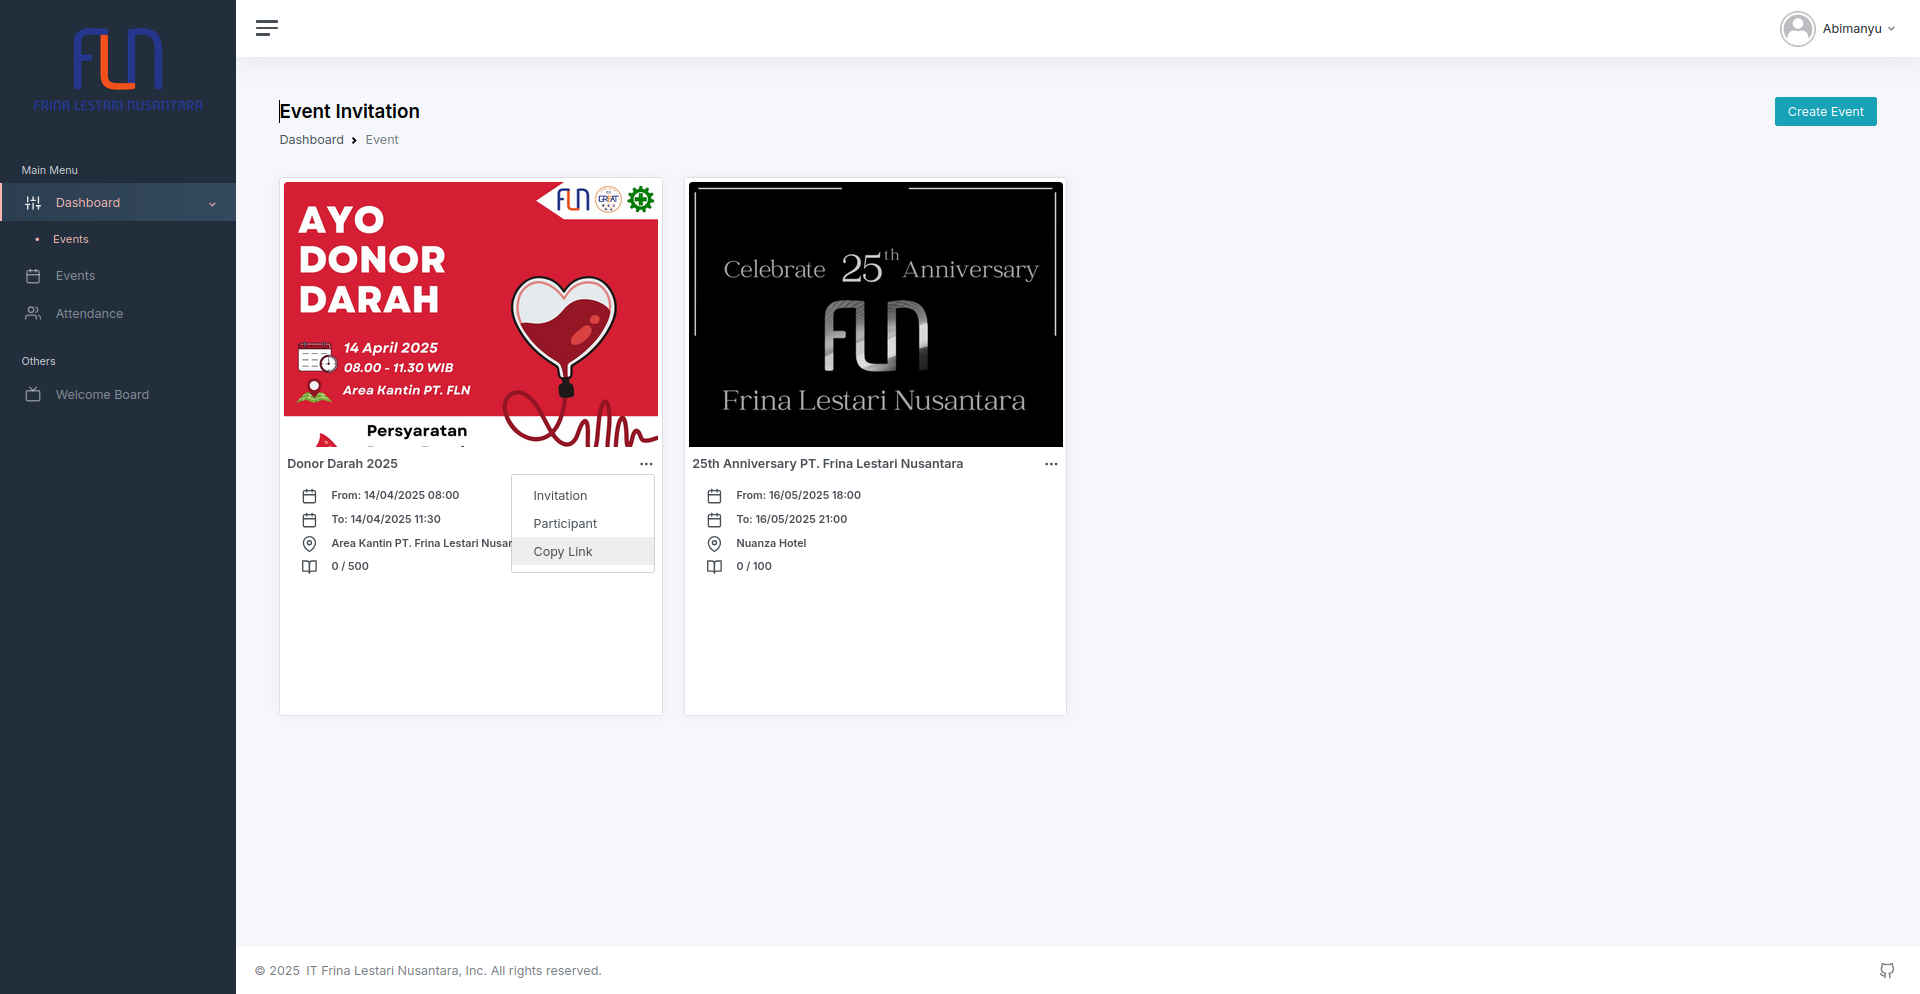 FLN
FRINA LESTARI NUSANTARA
Main Menu
Dashboard
Events
Events
Attendance
Others
Welcome Board
Abimanyu
Event Invitation
Dashboard
Event
Create Event
FLN
GREAT
AYO
DONOR
DARAH
14 April 2025
08.00 - 11.30 WIB
Area Kantin PT. FLN
Persyaratan
Donor Darah 2025
From: 14/04/2025 08:00
To: 14/04/2025 11:30
Area Kantin PT. Frina Lestari Nusan
0 / 500
Invitation
Participant
Copy Link
Celebrate 25th Anniversary
FLN
Frina Lestari Nusantara
25th Anniversary PT. Frina Lestari Nusantara
From: 16/05/2025 18:00
To: 16/05/2025 21:00
Nuanza Hotel
0 / 100
© 2025 IT Frina Lestari Nusantara, Inc. All rights reserved.